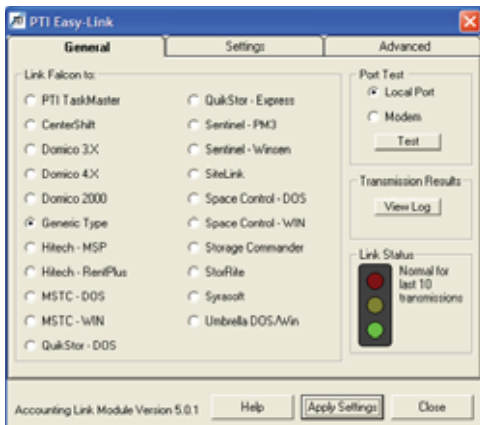 PTI Easy-Link
General
Settings
Advanced
Link Falcon to:
PTI TaskMaster
CenterShift
Domico 3.X
Domico 4.X
Domico 2000
Generic Type
Hitech - MSP
Hitech - RentPlus
MSTC - DOS
MSTC - WIN
QuikStor - DOS
QuikStor - Express
Sentinel - PM3
Sentinel - Winsen
SiteLink
Space Control - DOS
Space Control - WIN
Storage Commander
StorRite
Syrasoft
Umbrella DOS/Win
Port Test
Local Port
Modem
Test
Transmission Results
View Log
Link Status
Normal for
last 10
transmissions
Accounting Link Module Version 5.0.1
Help
Apply Settings
Close